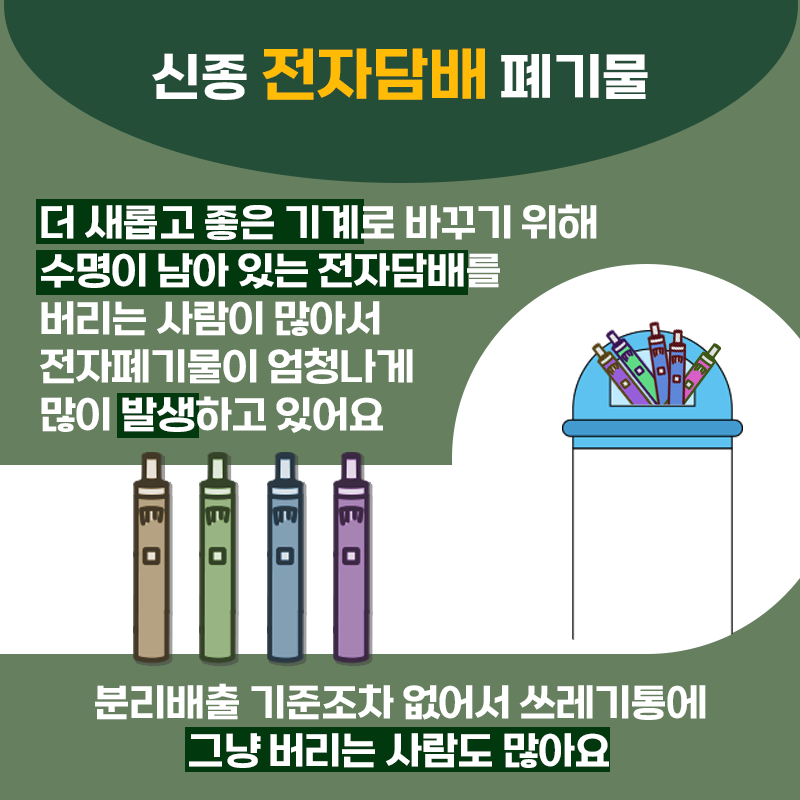 신종 전자담배 폐기물
더 새롭고 좋은 기계로 바꾸기 위해
수명이 남아 있는 전자담배를
버리는 사람이 많아서
전자폐기물이 엄청나게
많이 발생하고 있어요
분리배출 기준조차 없어서 쓰레기통에
그냥 버리는 사람도 많아요